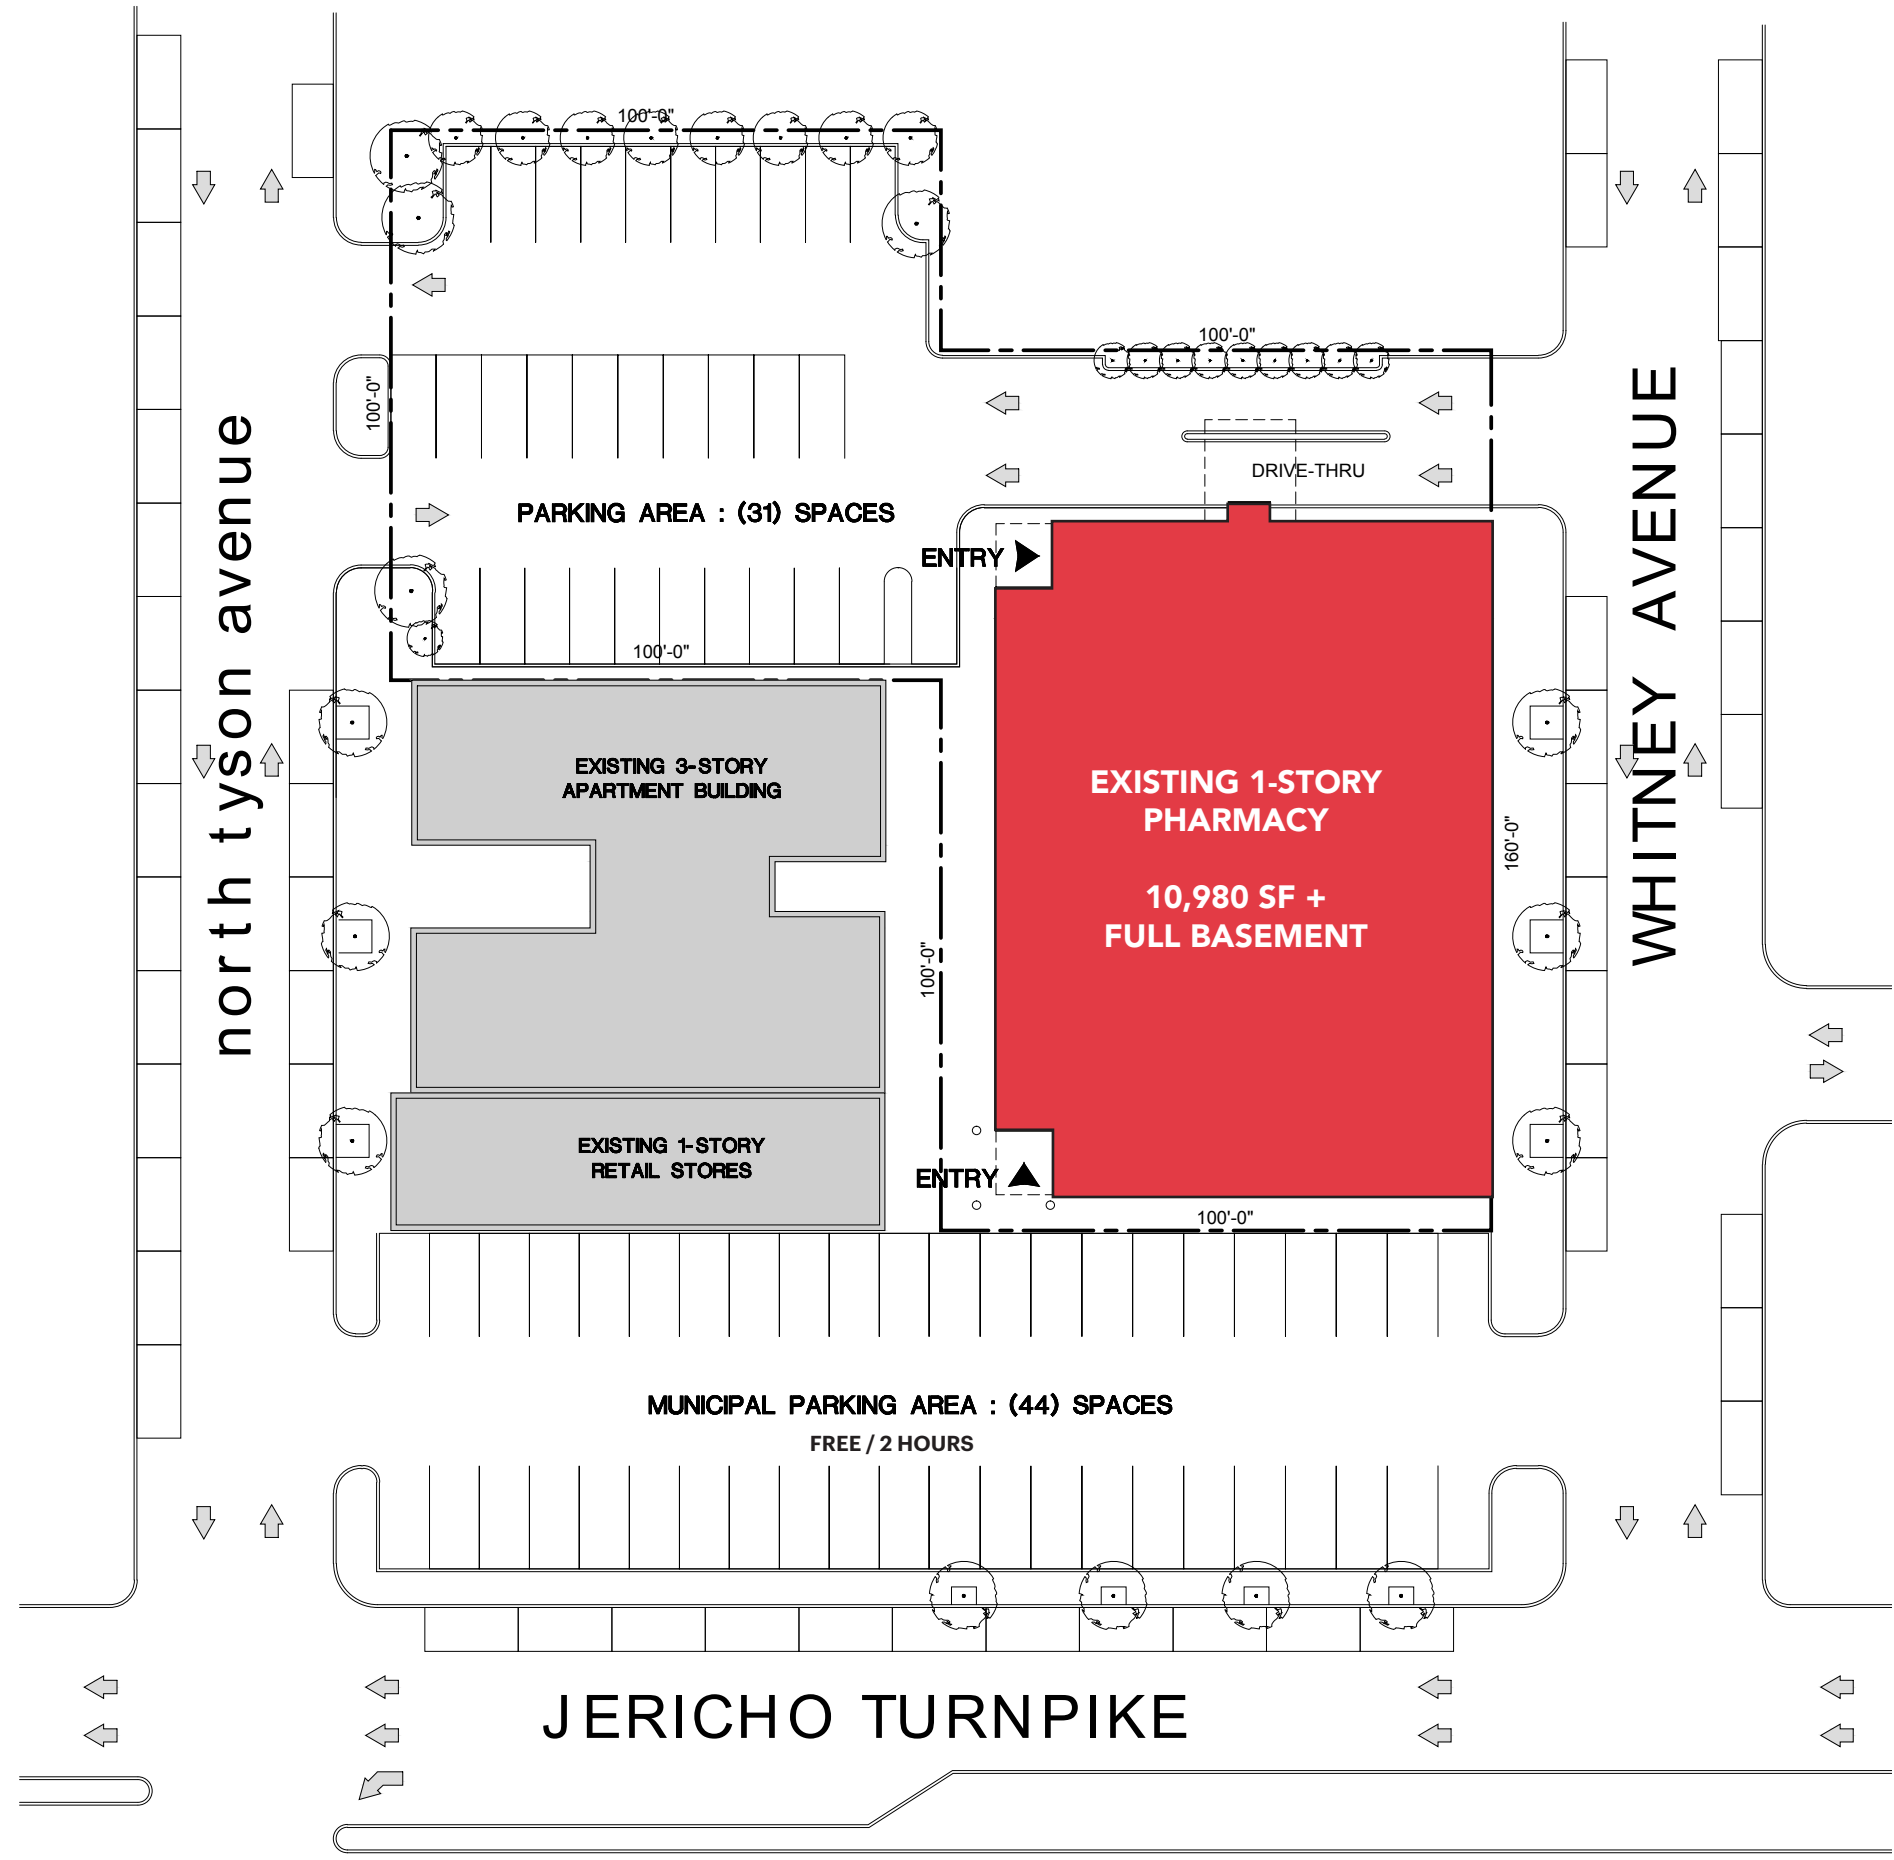 100'-0"
100'-0"
100'-0"
DRIVE-THRU
PARKING AREA : (31) SPACES
ENTRY
100'-0"
north tyson avenue
WHITNEY AVENUE
EXISTING 3-STORY
APARTMENT BUILDING
EXISTING 1-STORY
PHARMACY
10,980 SF +
FULL BASEMENT
160'-0"
100'-0"
EXISTING 1-STORY
RETAIL STORES
ENTRY
100'-0"
MUNICIPAL PARKING AREA : (44) SPACES
FREE / 2 HOURS
JERICHO TURNPIKE